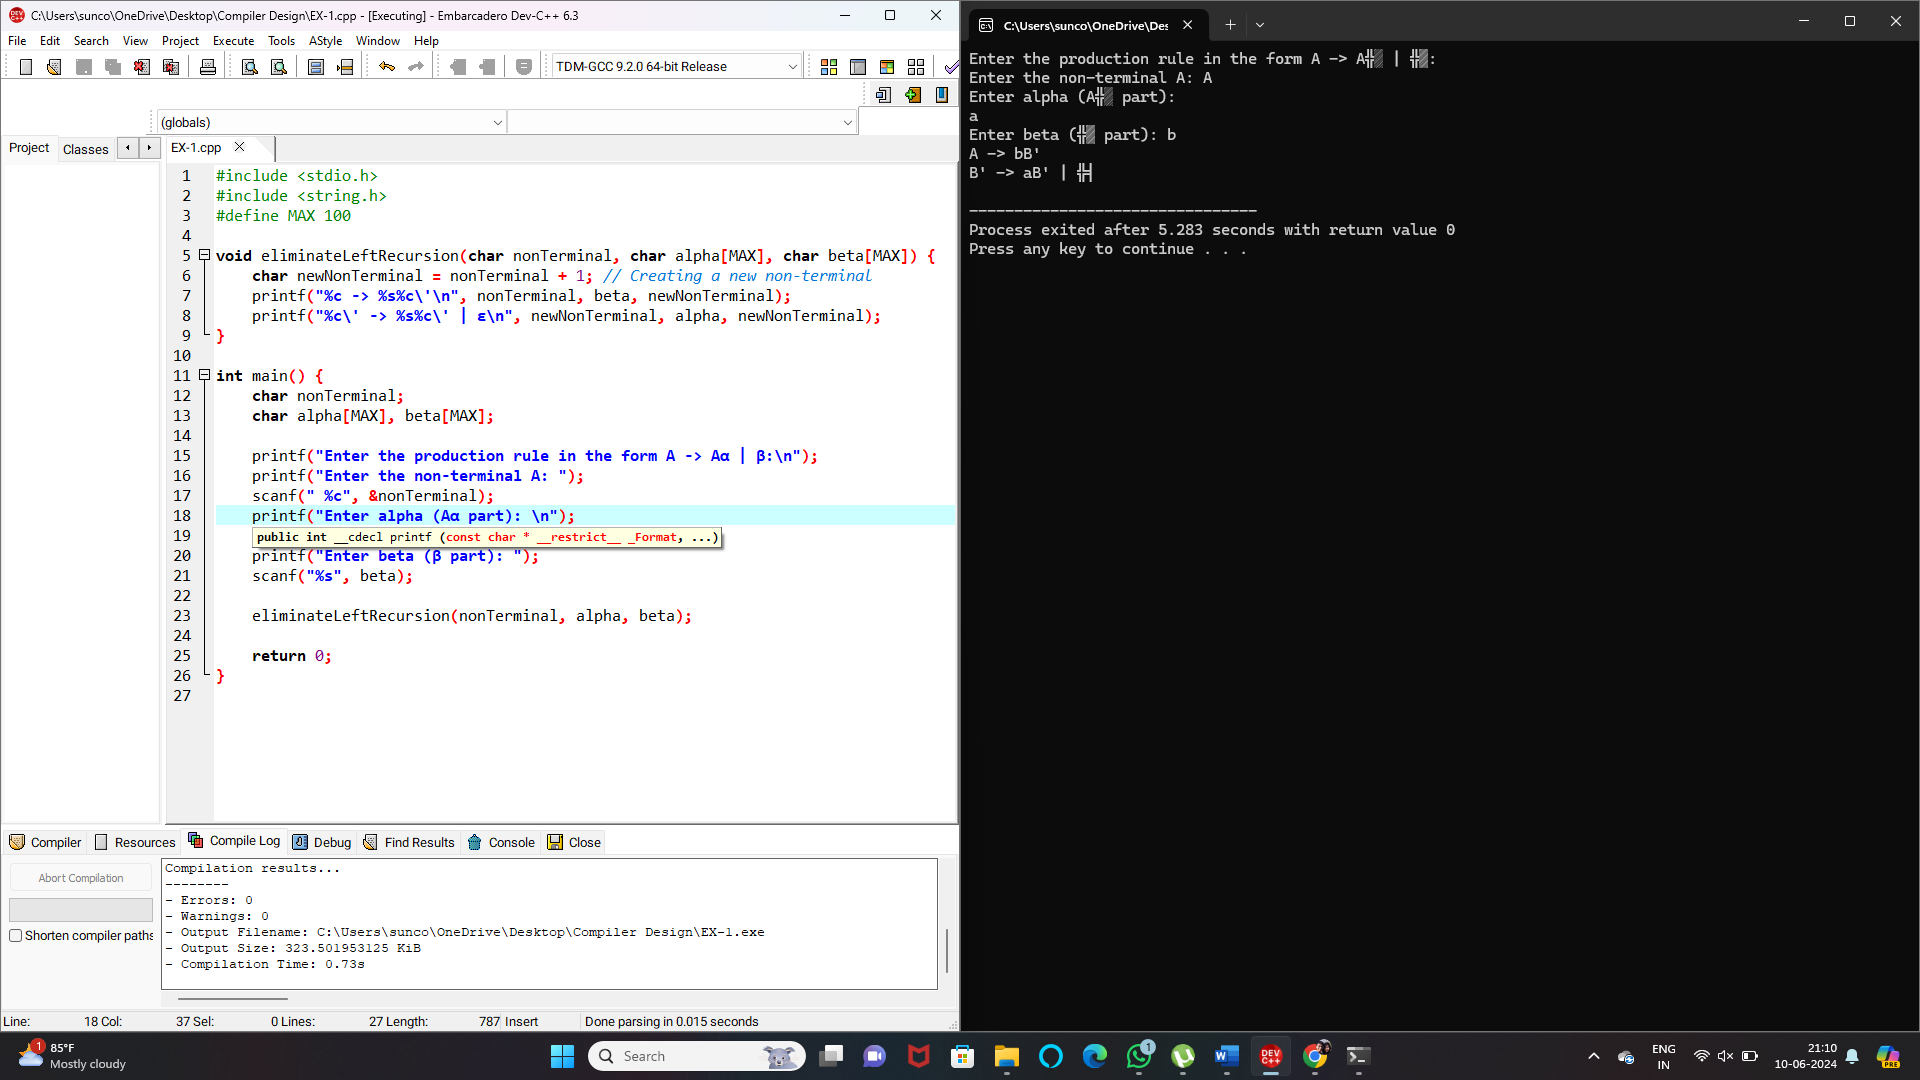 C:\Users\sunco\OneDrive\Desktop\Compiler Design\EX-1.cpp - [Executing] - Embarcadero Dev-C++ 6.3
File Edit Search View Project Execute Tools AStyle Window Help
TDM-GCC 9.2.0 64-bit Release
(globals)
Project Classes
EX-1.cpp
1 #include <stdio.h>
2 #include <string.h>
3 #define MAX 100
4
5 void eliminateLeftRecursion(char nonTerminal, char alpha[MAX], char beta[MAX]) {
6 char newNonTerminal = nonTerminal + 1; // Creating a new non-terminal
7 printf("%c -> %s%c\'\n", nonTerminal, beta, newNonTerminal);
8 printf("%c\' -> %s%c\' | ε\n", newNonTerminal, alpha, newNonTerminal);
9 }
10
11 int main() {
12 char nonTerminal;
13 char alpha[MAX], beta[MAX];
14
15 printf("Enter the production rule in the form A -> Aα | β:\n");
16 printf("Enter the non-terminal A: ");
17 scanf(" %c", &nonTerminal);
18 printf("Enter alpha (Aα part): \n");
19 public int __cdecl printf (const char * __restrict__ _Format, ...)
20 printf("Enter beta (β part): ");
21 scanf("%s", beta);
22
23 eliminateLeftRecursion(nonTerminal, alpha, beta);
24
25 return 0;
26 }
27
Compiler Resources Compile Log Debug Find Results Console Close
Abort Compilation
Shorten compiler paths
Compilation results...
--------
- Errors: 0
- Warnings: 0
- Output Filename: C:\Users\sunco\OneDrive\Desktop\Compiler Design\EX-1.exe
- Output Size: 323.501953125 KiB
- Compilation Time: 0.73s
Line: 18 Col: 37 Sel: 0 Lines: 27 Length: 787 Insert Done parsing in 0.015 seconds
C:\Users\sunco\OneDrive\Des
Enter the production rule in the form A -> A╬▒ | ╬▓:
Enter the non-terminal A: A
Enter alpha (A╬▒ part):
a
Enter beta (╬▓ part): b
A -> bB'
B' -> aB' | ╬╡
--------------------------------
Process exited after 5.283 seconds with return value 0
Press any key to continue . . .
1
85°F
Mostly cloudy
Search
1
DEV C++
ENG
IN
21:10
10-06-2024
PRE